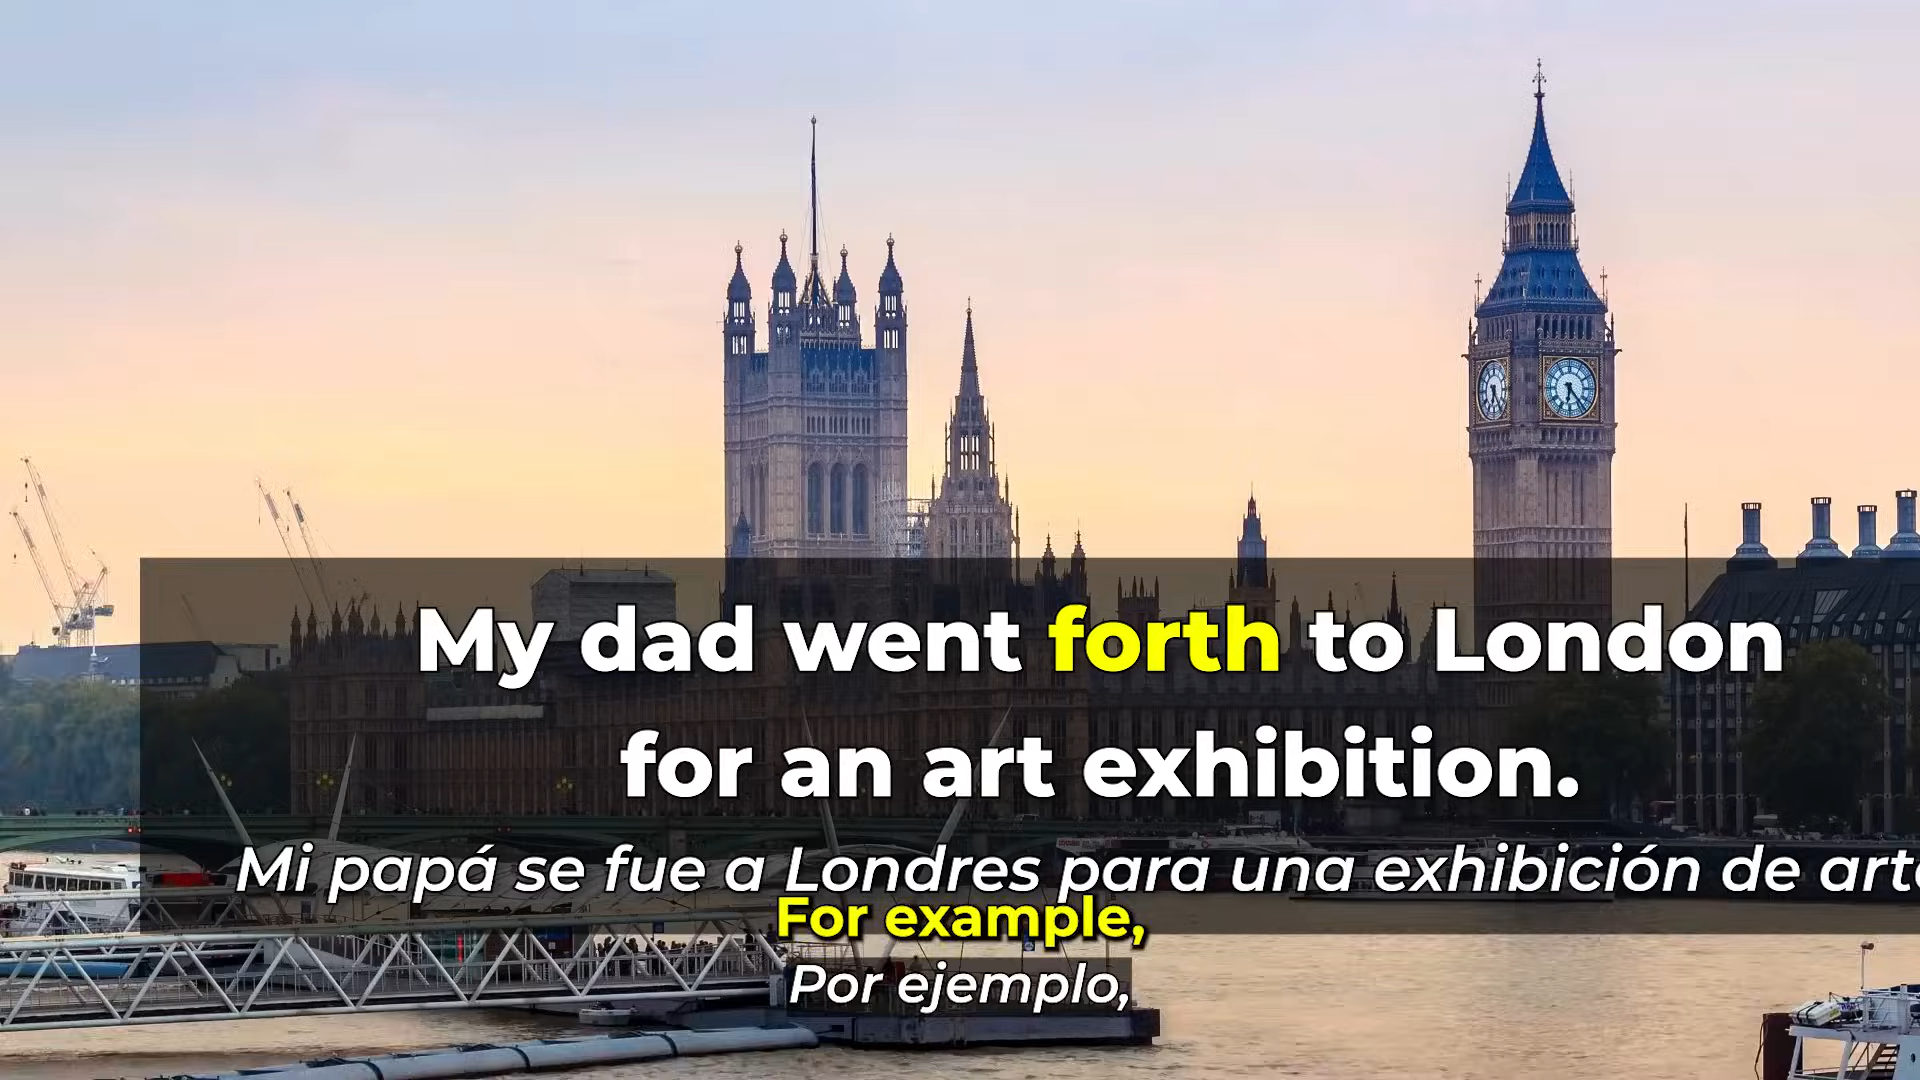 My dad went forth to London
for an art exhibition.
Mi papá se fue a Londres para una exhibición de arte
For example,
Por ejemplo,